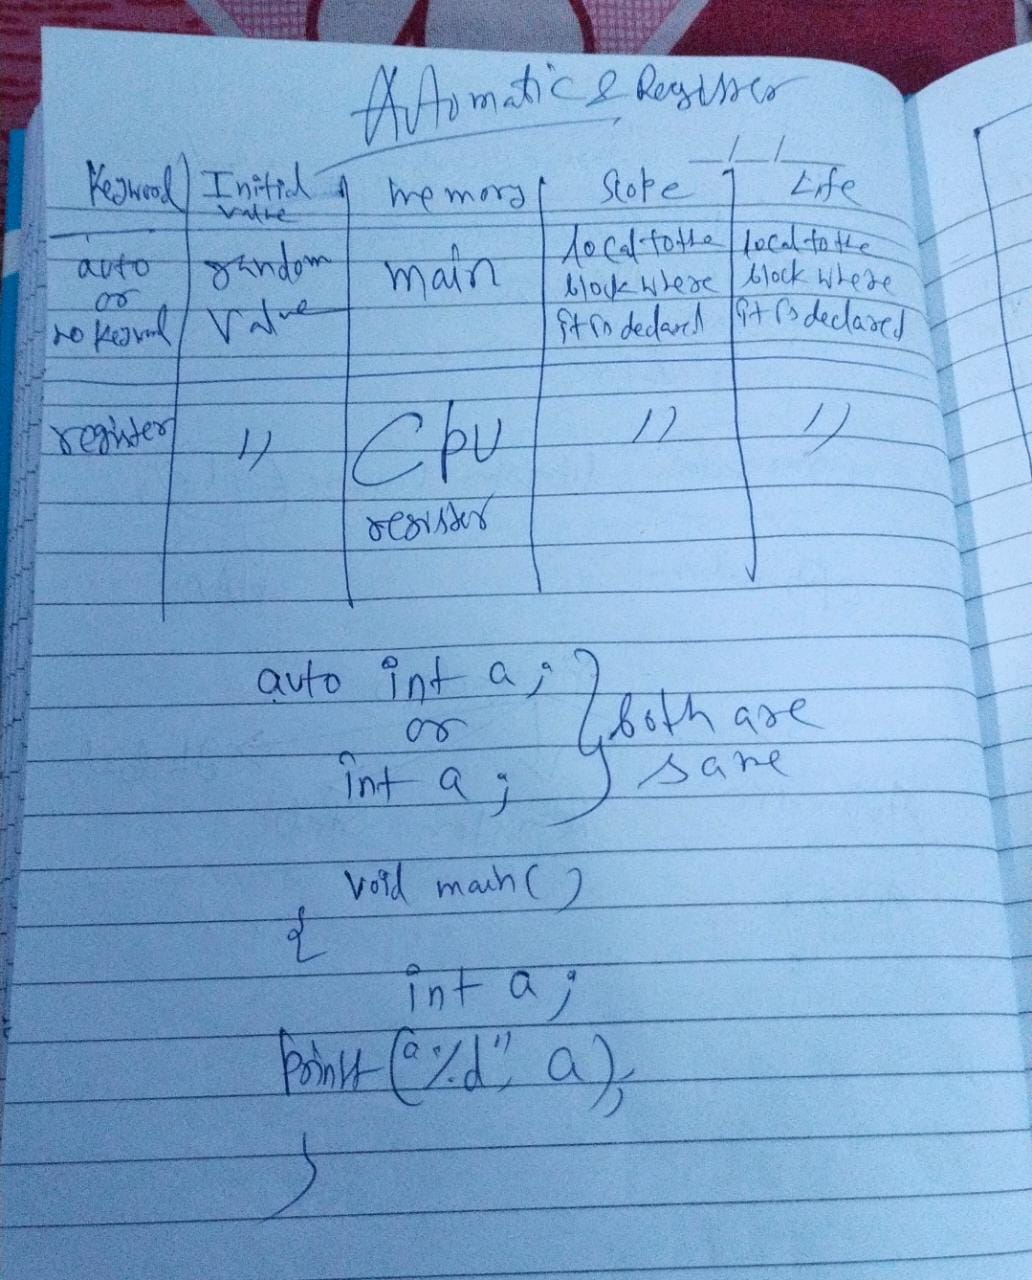 Automatic & Register
Keyword | Initial value | memory | Scope | Life
auto or no keyword | random value | main | local to the block where it is declared | local to the block where it is declared
register | 〃 | CPU register | 〃 | 〃
auto int a;
or
int a;
both are
same
void main()
{
int a;
printf("%d", a);
}